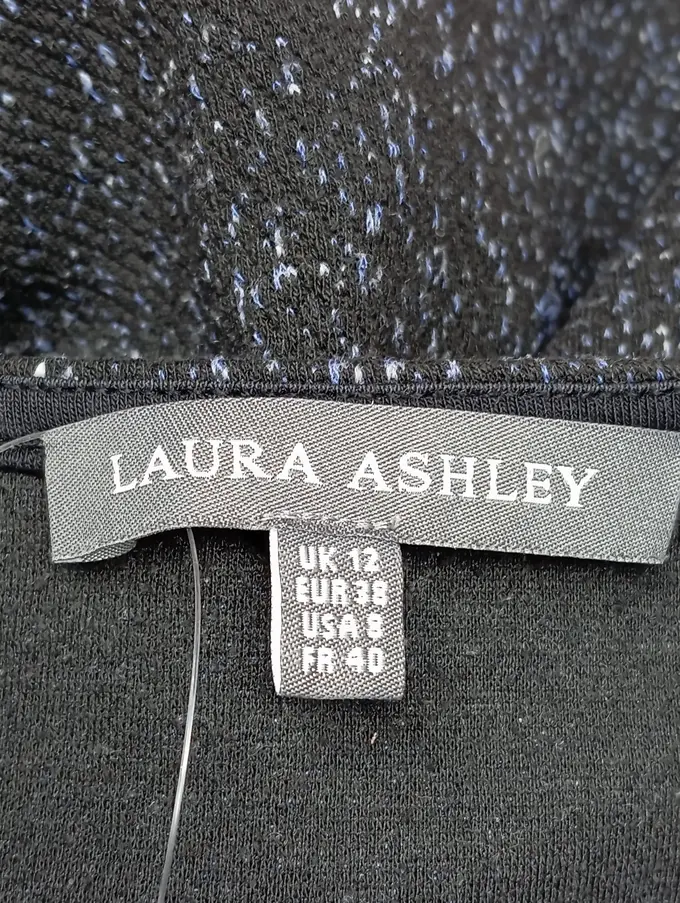 LAURA ASHLEY
UK 12
EUR 38
USA 8
FR 40